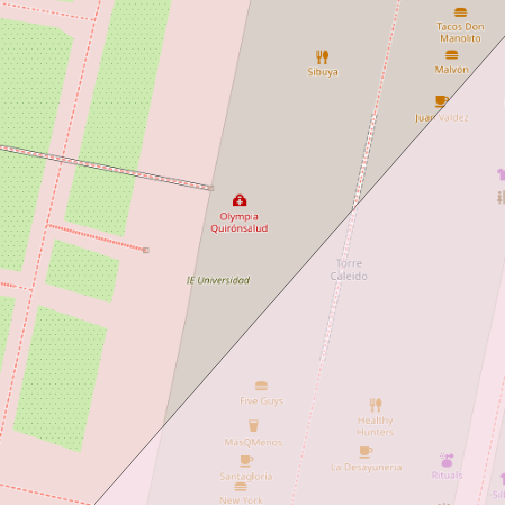 Tacos Don
Manolito
Sibuya
Malvón
Juan Valdez
Olympia
Quirónsalud
IE Universidad
Torre
Caleido
Five Guys
Healthy
Hunters
MasQMenos
Santagloria
La Desayuneria
Rituals
New York